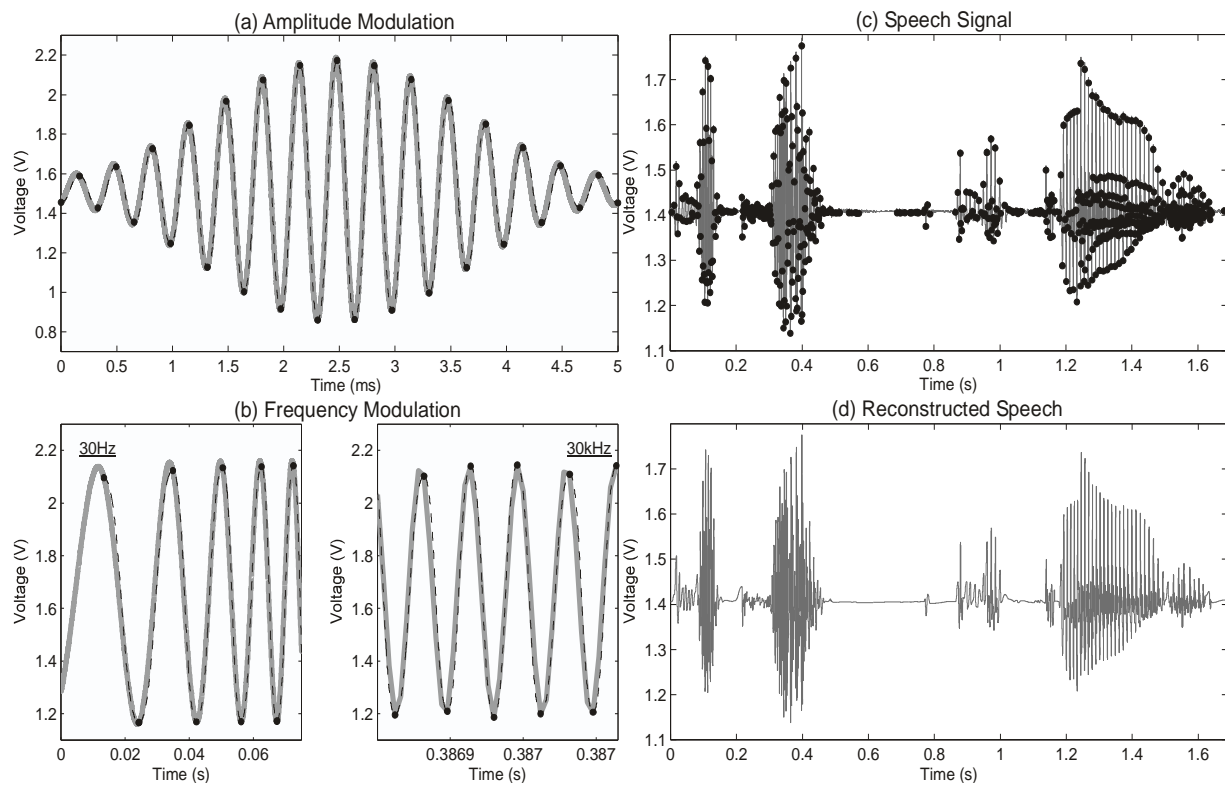 (a) Amplitude Modulation
2.2
2
1.8
1.6
1.4
1.2
1
0.8
Voltage (V)
0 0.5 1 1.5 2 2.5 3 3.5 4 4.5 5
Time (ms)
(b) Frequency Modulation
30Hz
2.2
2
1.8
1.6
1.4
1.2
Voltage (V)
0 0.02 0.04 0.06
Time (s)
30kHz
2.2
2
1.8
1.6
1.4
1.2
Voltage (V)
0.3869 0.387 0.387
Time (s)
(c) Speech Signal
1.7
1.6
1.5
1.4
1.3
1.2
1.1
Voltage (V)
0 0.2 0.4 0.6 0.8 1 1.2 1.4 1.6
Time (s)
(d) Reconstructed Speech
1.7
1.6
1.5
1.4
1.3
1.2
1.1
Voltage (V)
0 0.2 0.4 0.6 0.8 1 1.2 1.4 1.6
Time (s)